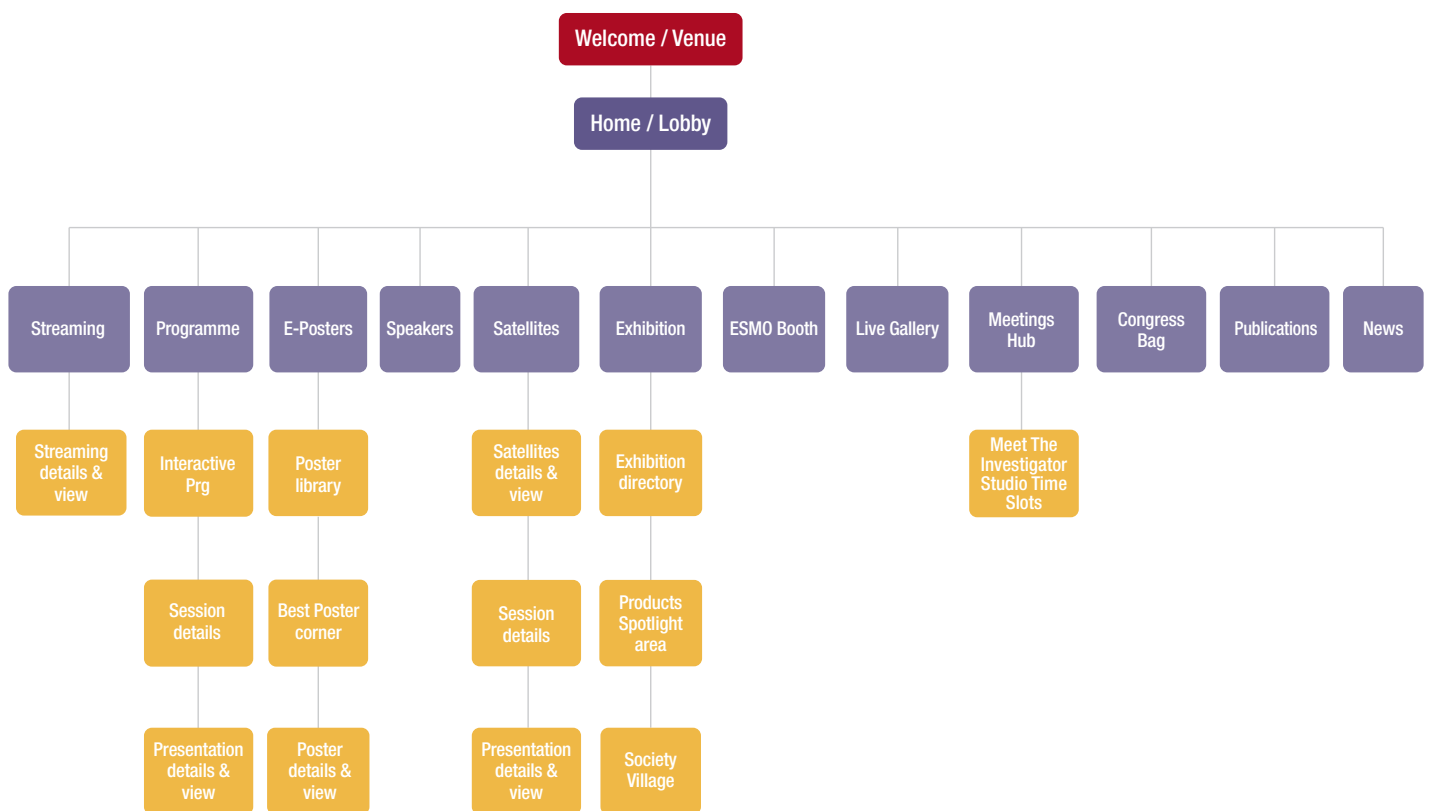 Welcome / Venue
Home / Lobby
Streaming
Programme
E-Posters
Speakers
Satellites
Exhibition
ESMO Booth
Live Gallery
Meetings
Hub
Congress
Bag
Publications
News
Streaming
details &
view
Interactive
Prg
Poster
library
Satellites
details &
view
Exhibition
directory
Meet The
Investigator
Studio Time
Slots
Session
details
Best Poster
corner
Session
details
Products
Spotlight
area
Presentation
details &
view
Poster
details &
view
Presentation
details &
view
Society
Village